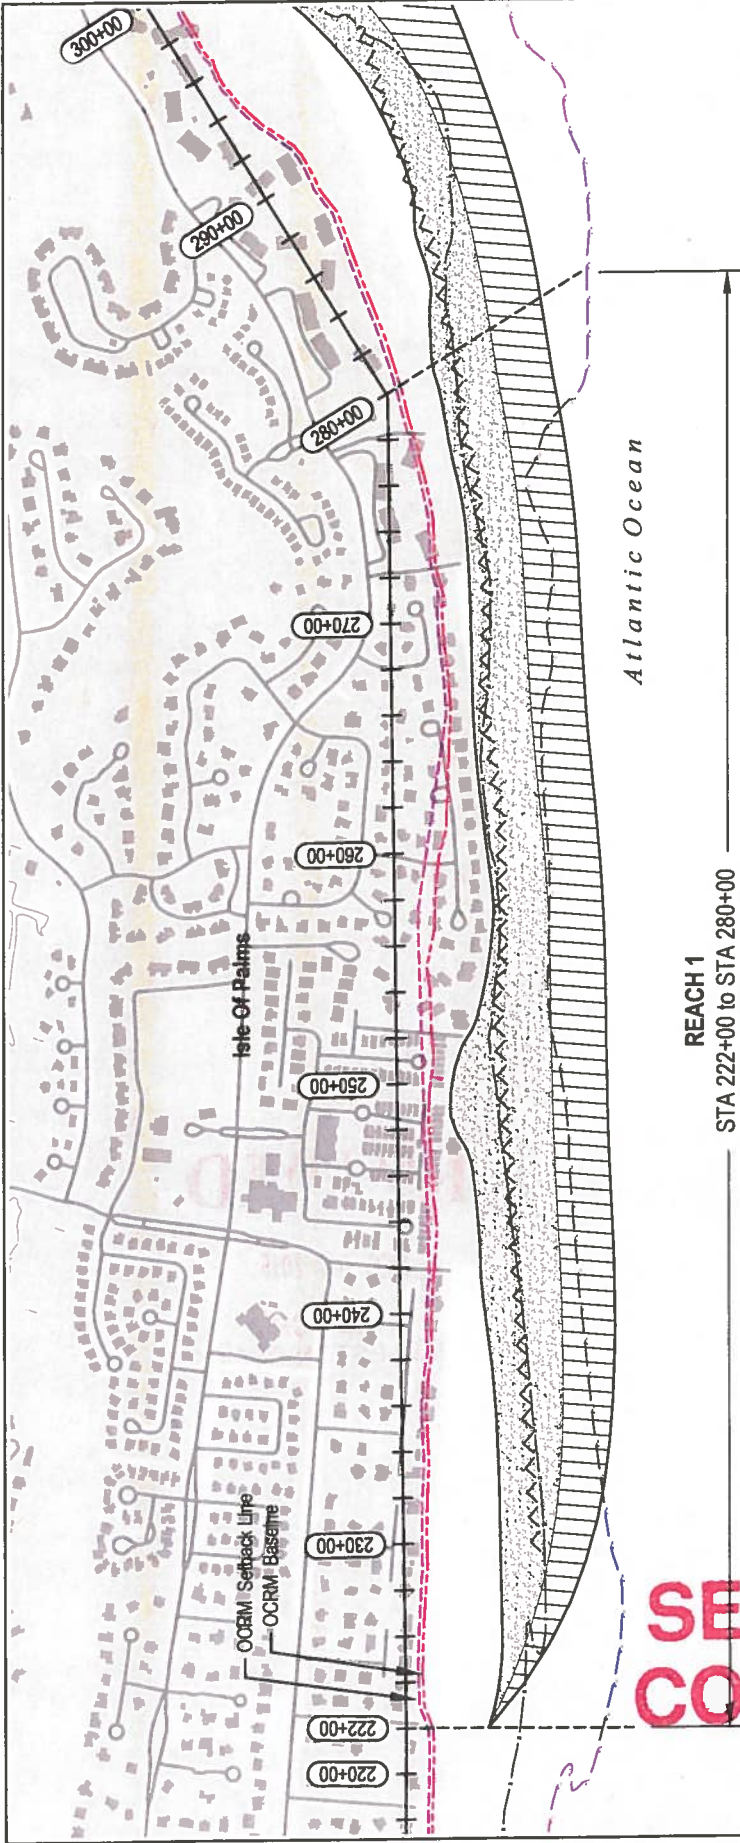 300+00
290+00
280+00
270+00
260+00
250+00
240+00
230+00
222+00
220+00
Isle Of Palms
OCRM Setback Line
OCRM Baseline
Atlantic Ocean
REACH 1
STA 222+00 to STA 280+00
SE
CO